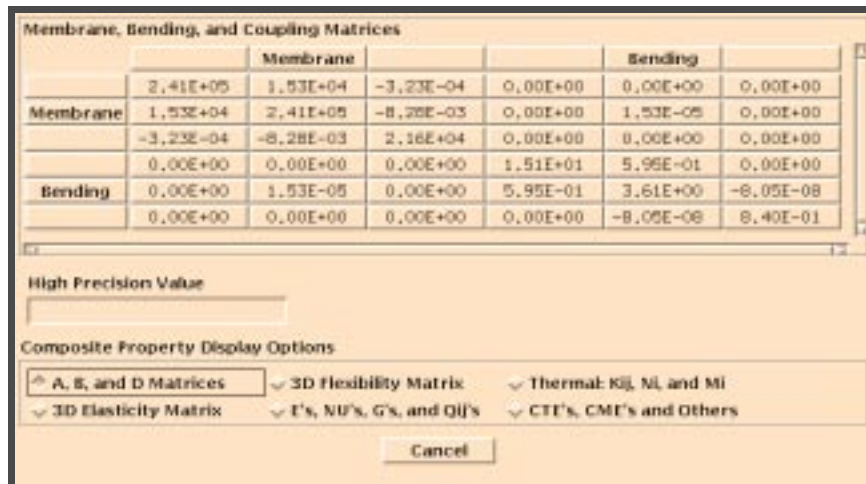 Membrane, Bending, and Coupling Matrices
Membrane Bending
2.41E+05 1.53E+04 -3.23E-04 0.00E+00 0.00E+00 0.00E+00
Membrane 1.53E+04 2.41E+05 -8.28E-03 0.00E+00 1.53E-05 0.00E+00
-3.23E-04 -8.28E-03 2.16E+04 0.00E+00 0.00E+00 0.00E+00
0.00E+00 0.00E+00 0.00E+00 1.51E+01 5.95E-01 0.00E+00
Bending 0.00E+00 1.53E-05 0.00E+00 5.95E-01 3.61E+00 -8.05E-08
0.00E+00 0.00E+00 0.00E+00 0.00E+00 -8.05E-08 8.40E-01
High Precision Value
Composite Property Display Options
A, B, and D Matrices 3D Flexibility Matrix Thermal: Kij, Ni, and Mi
3D Elasticity Matrix E's, NU's, G's, and Qij's CTE's, CME's and Others
Cancel